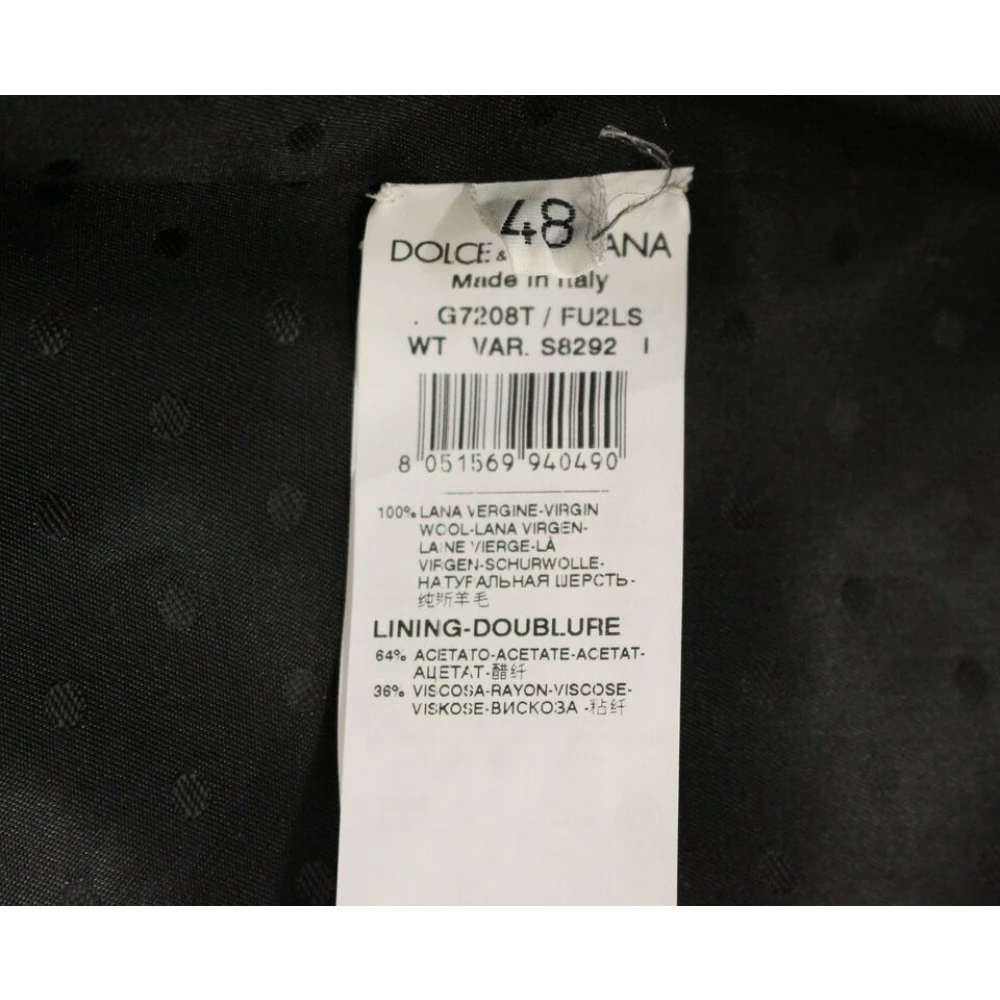 48
DOLCE & ANA
Made in Italy
. G7208T / FU2LS
WT VAR. S8292 I
8 051569 940490
100% LANA VERGINE-VIRGIN
WOOL-LANA VIRGEN-
LAINE VIERGE-LÀ
VIRGEN-SCHURWOLLE-
НАТУРАЛЬНАЯ ШЕРСТЬ-
纯新羊毛
LINING-DOUBLURE
64% ACETATO-ACETATE-ACETAT-
АЦЕТАТ-醋纤
36% VISCOSA-RAYON-VISCOSE-
VISKOSE-ВИСКОЗА -粘纤